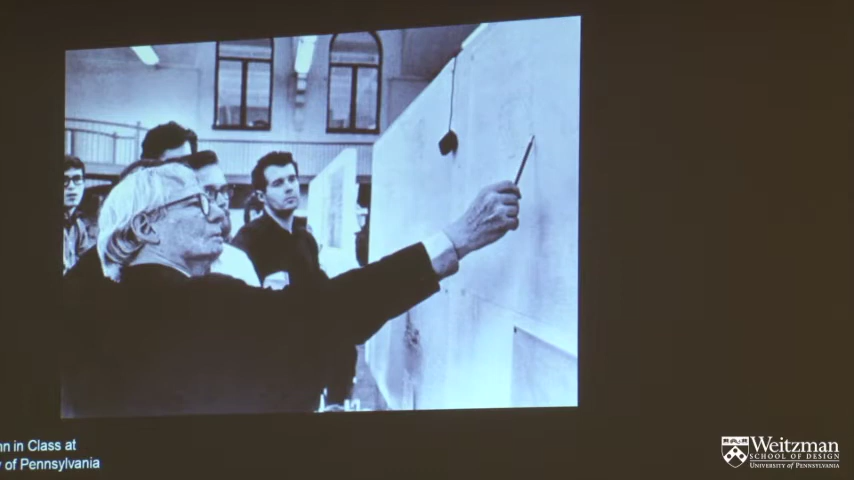 nn in Class at
of Pennsylvania
Weitzman
SCHOOL OF DESIGN
UNIVERSITY of PENNSYLVANIA